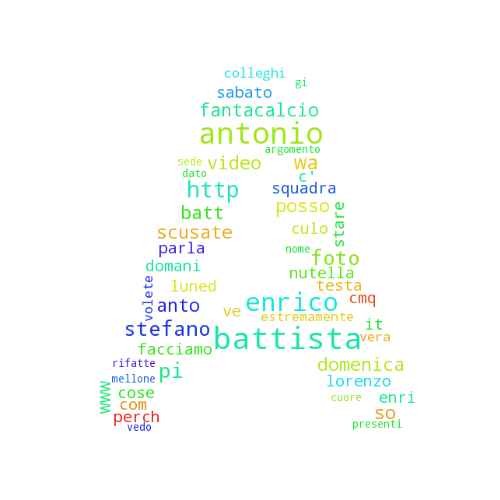 colleghi
gi
sabato
fantacalcio
antonio
argomento
sede video wa
dato c'
http squadra
posso
batt stare
scusate culo
parla nome foto
domani nutella
luned testa
volete anto enrico cmq
ve estremamente
stefano battista it
vera
facciamo
rifatte pi domenica
mellone lorenzo
www cose cuore enri
com so
perch presenti
vedo